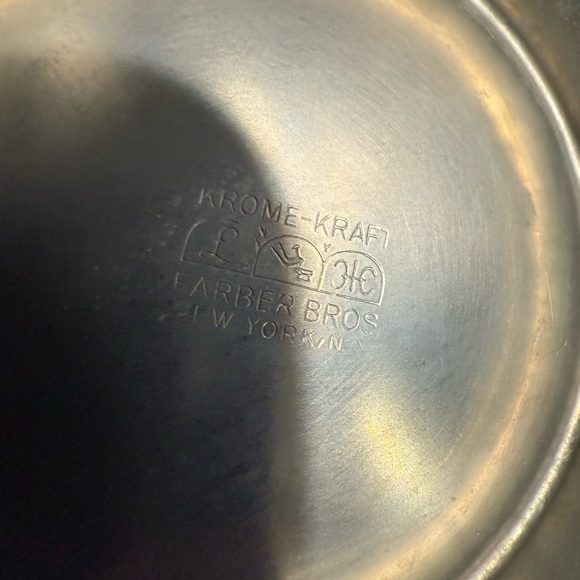 KROME-KRAFT
N Y
FARBER BROS
NEW YORK, N.Y.